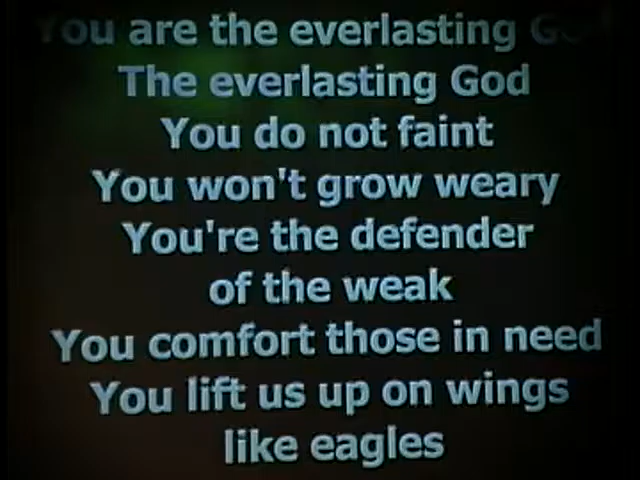 You are the everlasting God
The everlasting God
You do not faint
You won't grow weary
You're the defender
of the weak
You comfort those in need
You lift us up on wings
like eagles